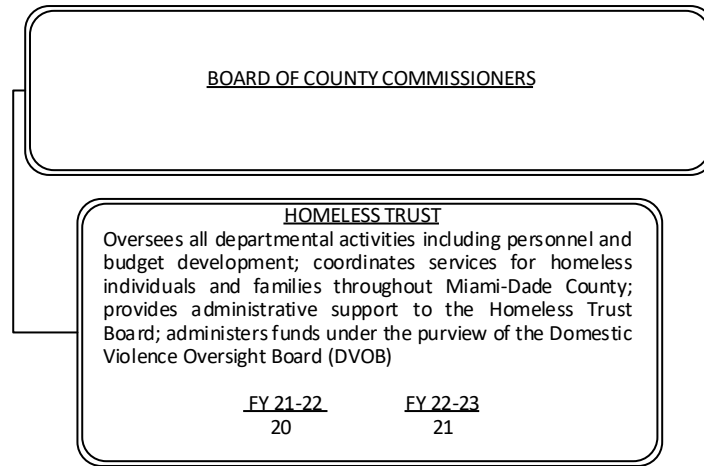 BOARD OF COUNTY COMMISSIONERS
HOMELESS TRUST
Oversees all departmental activities including personnel and
budget development; coordinates services for homeless
individuals and families throughout Miami-Dade County;
provides administrative support to the Homeless Trust
Board; administers funds under the purview of the Domestic
Violence Oversight Board (DVOB)
FY 21-22 FY 22-23
20 21